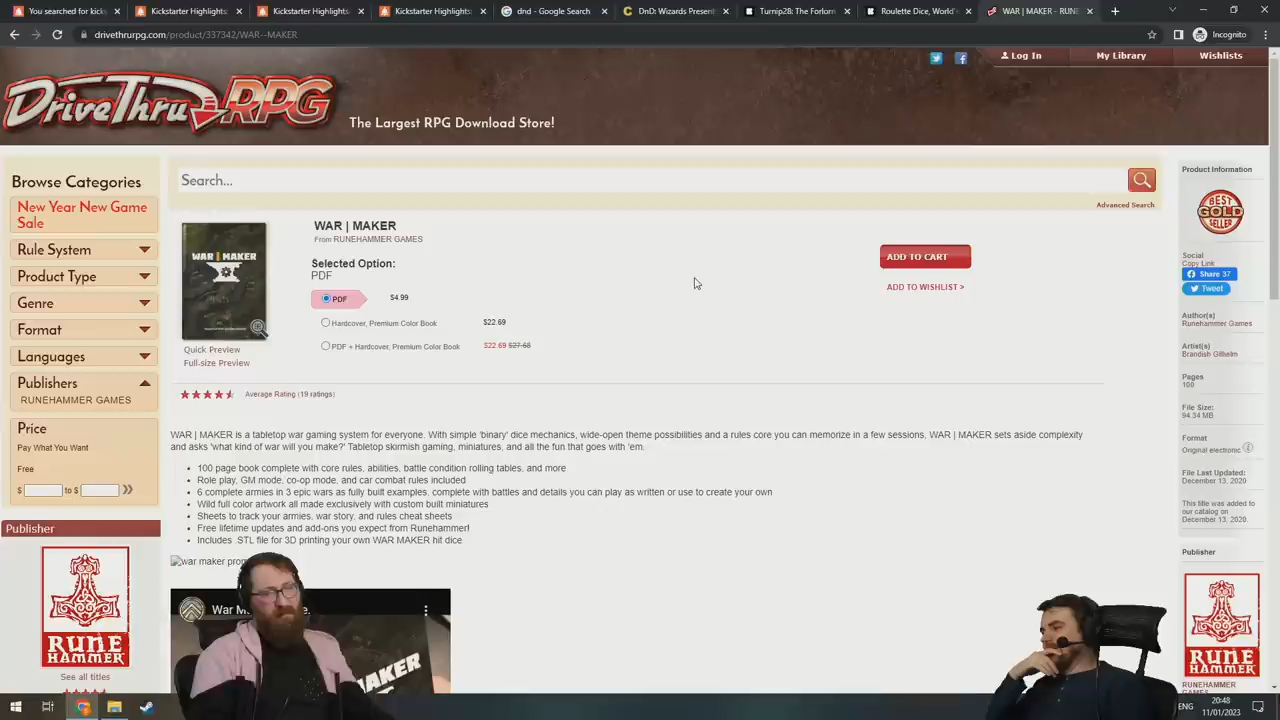 You searched for kicks
Kickstarter Highlights
Kickstarter Highlights
Kickstarter Highlights
dnd - Google Search
DnD: Wizards Present
Turnip28: The Forlorn
Roulette Dice, World'
WAR | MAKER - RUNE
drivethrurpg.com/product/337342/WAR--MAKER
Incognito
Log In
My Library
Wishlists
DriveThruRPG
The Largest RPG Download Store!
Browse Categories
New Year New Game
Sale
Rule System
Product Type
Genre
Format
Languages
Publishers
RUNEHAMMER GAMES
Price
Pay What You Want
Free
$ to $
Publisher
RUNE
HAMMER
See all titles
Search...
Advanced Search
WAR | MAKER
WAR | MAKER
From RUNEHAMMER GAMES
Selected Option:
PDF
PDF $4.99
Hardcover, Premium Color Book $22.69
PDF + Hardcover, Premium Color Book $22.69 $27.68
ADD TO CART
ADD TO WISHLIST >
Quick Preview
Full-size Preview
Average Rating (19 ratings)
WAR | MAKER is a tabletop war gaming system for everyone. With simple 'binary' dice mechanics, wide-open theme possibilities and a rules core you can memorize in a few sessions, WAR | MAKER sets aside complexity
and asks 'what kind of war will you make?' Tabletop skirmish gaming, miniatures, and all the fun that goes with 'em.
100 page book complete with core rules, abilities, battle condition rolling tables, and more
Role play, GM mode, co-op mode, and car combat rules included
6 complete armies in 3 epic wars as fully built examples, complete with battles and details you can play as written or use to create your own
Wild full color artwork all made exclusively with custom built miniatures
Sheets to track your armies, war story, and rules cheat sheets
Free lifetime updates and add-ons you expect from Runehammer!
Includes .STL file for 3D printing your own WAR MAKER hit dice
war maker pro
War M
AKER
Product Information
BEST
GOLD
SELLER
Social
Copy Link
Share 37
Tweet
Author(s)
Runehammer Games
Artist(s)
Brandish Gilhelm
Pages
100
File Size:
94.34 MB
Format
Original electronic
File Last Updated:
December 13, 2020
This title was added to
our catalog on
December 13, 2020.
Publisher
RUNE
HAMMER
RUNEHAMMER
ENG
20:48
11/01/2023